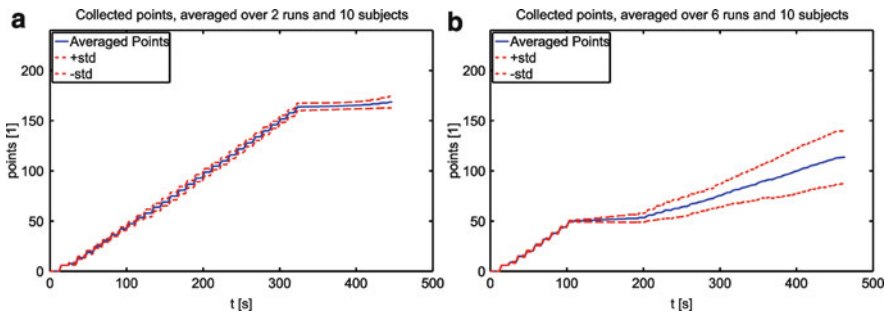 a
Collected points, averaged over 2 runs and 10 subjects
Averaged Points
+std
-std
points [1]
200
150
100
50
0
0 100 200 300 400 500
t [s]
b
Collected points, averaged over 6 runs and 10 subjects
Averaged Points
+std
-std
points [1]
200
150
100
50
0
0 100 200 300 400 500
t [s]